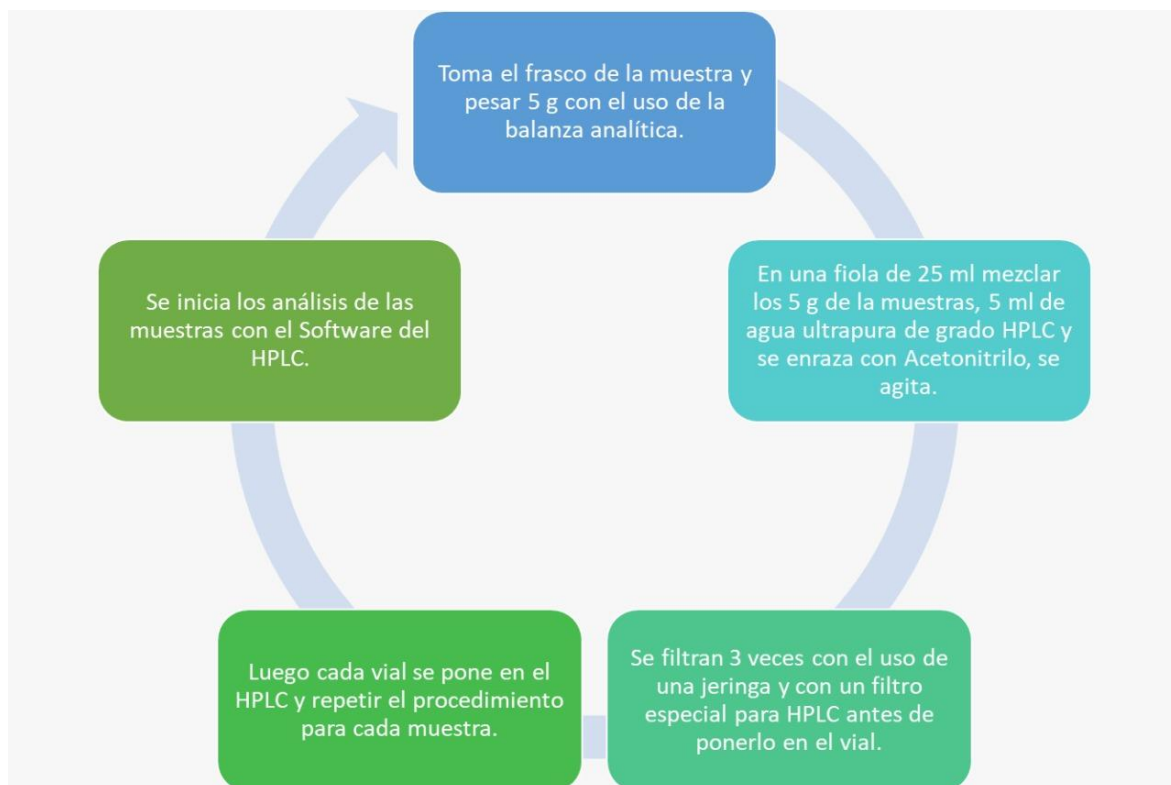 Toma el frasco de la muestra y
pesar 5 g con el uso de la
balanza analítica.
En una fiola de 25 ml mezclar
los 5 g de la muestras, 5 ml de
agua ultrapura de grado HPLC y
se enraza con Acetonitrilo, se
agita.
Se filtran 3 veces con el uso de
una jeringa y con un filtro
especial para HPLC antes de
ponerlo en el vial.
Luego cada vial se pone en el
HPLC y repetir el procedimiento
para cada muestra.
Se inicia los análisis de las
muestras con el Software del
HPLC.